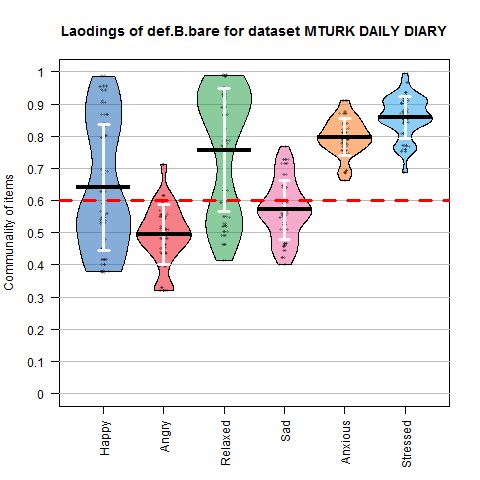 Laodings of def.B.bare for dataset MTURK DAILY DIARY
Communality of items
1
0.9
0.8
0.7
0.6
0.5
0.4
0.3
0.2
0.1
0
Happy
Angry
Relaxed
Sad
Anxious
Stressed